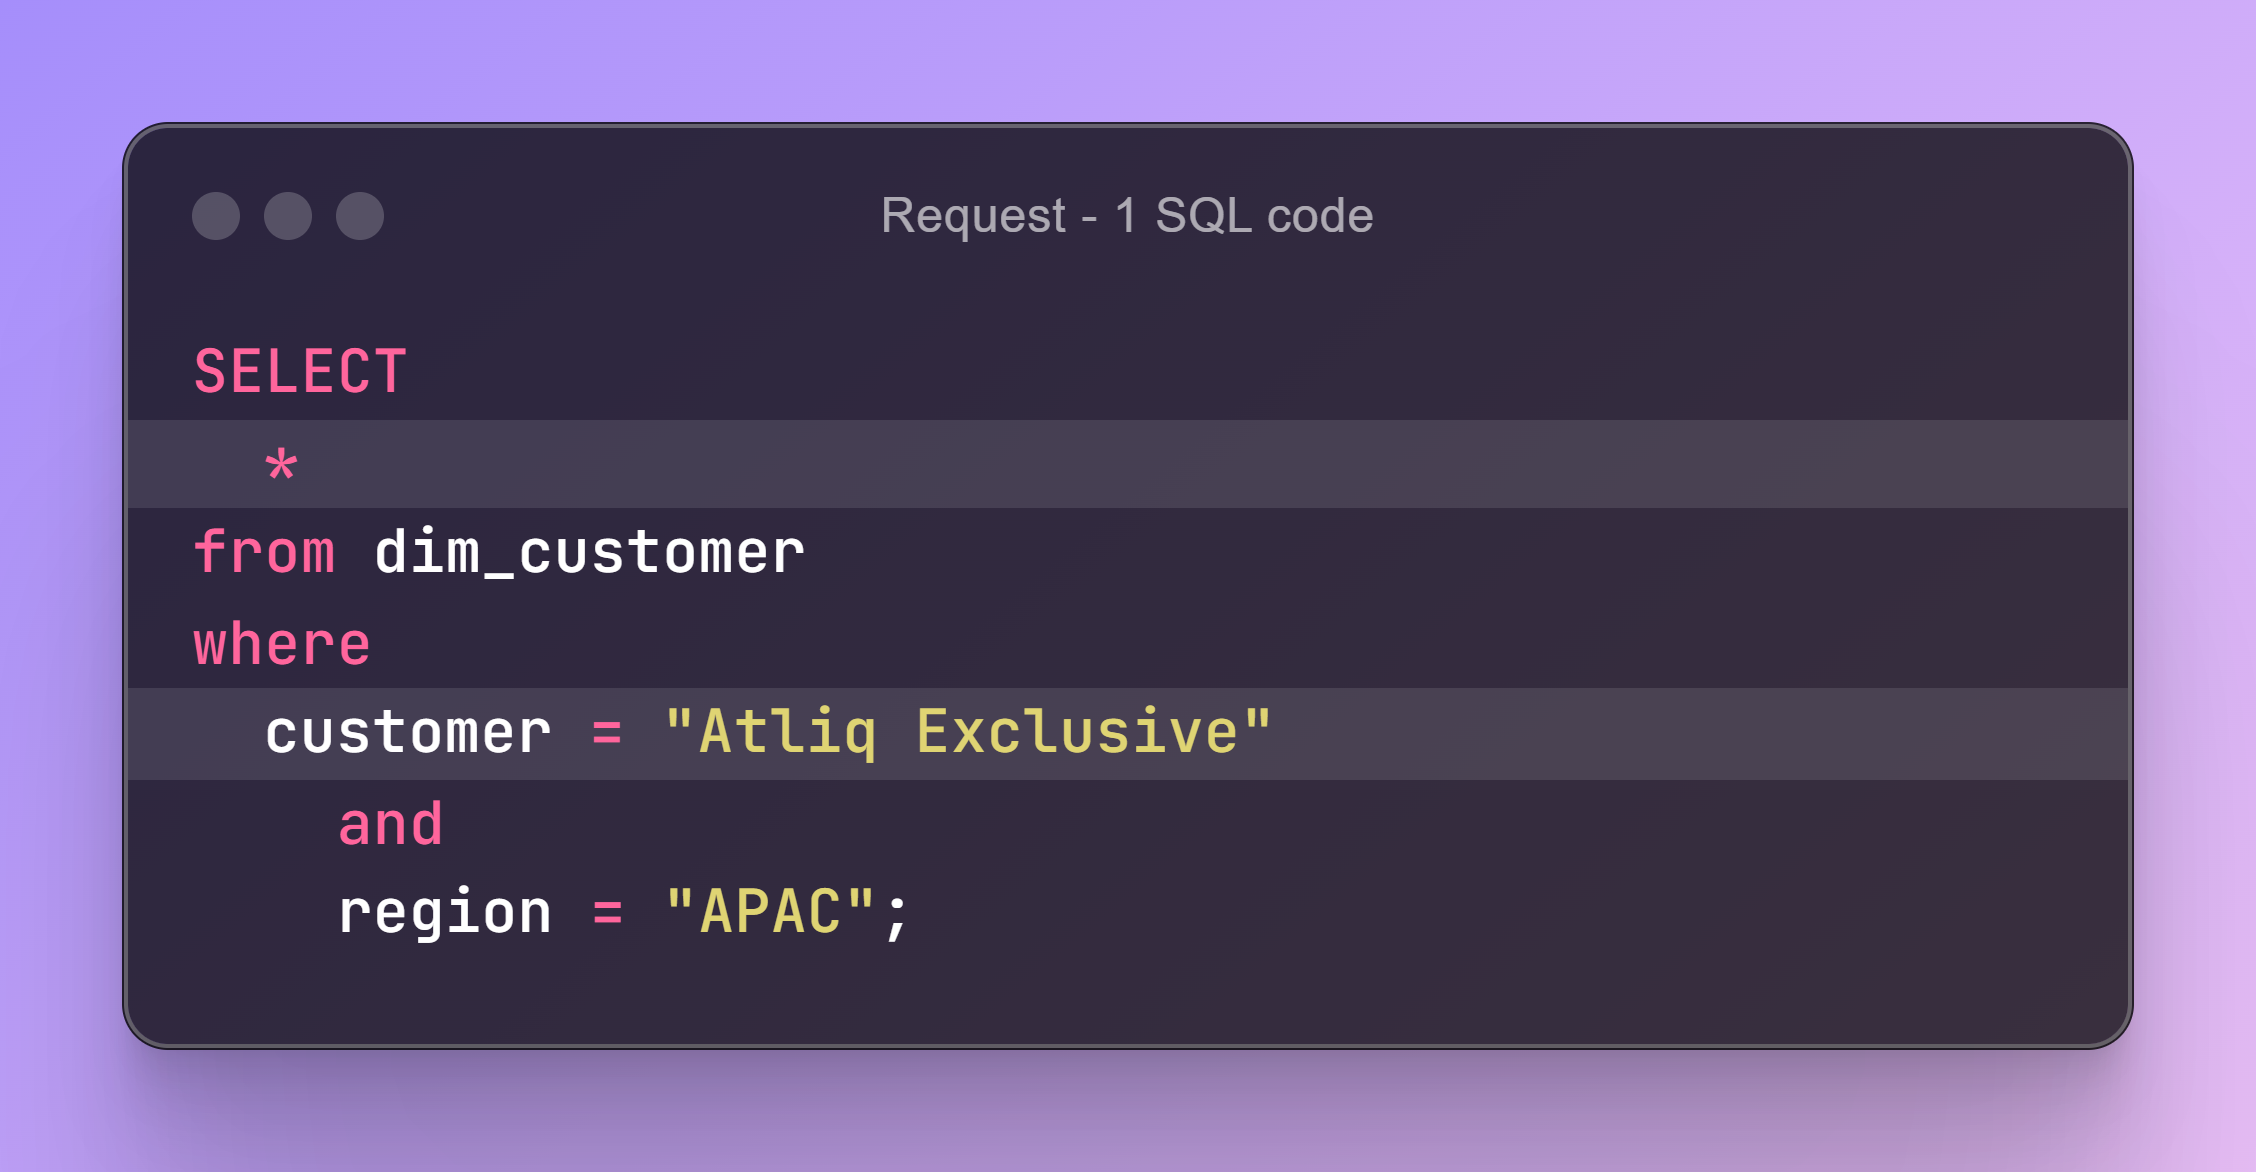 Request - 1 SQL code
SELECT
  *
from dim_customer
where
  customer = "Atliq Exclusive"
    and
    region = "APAC";